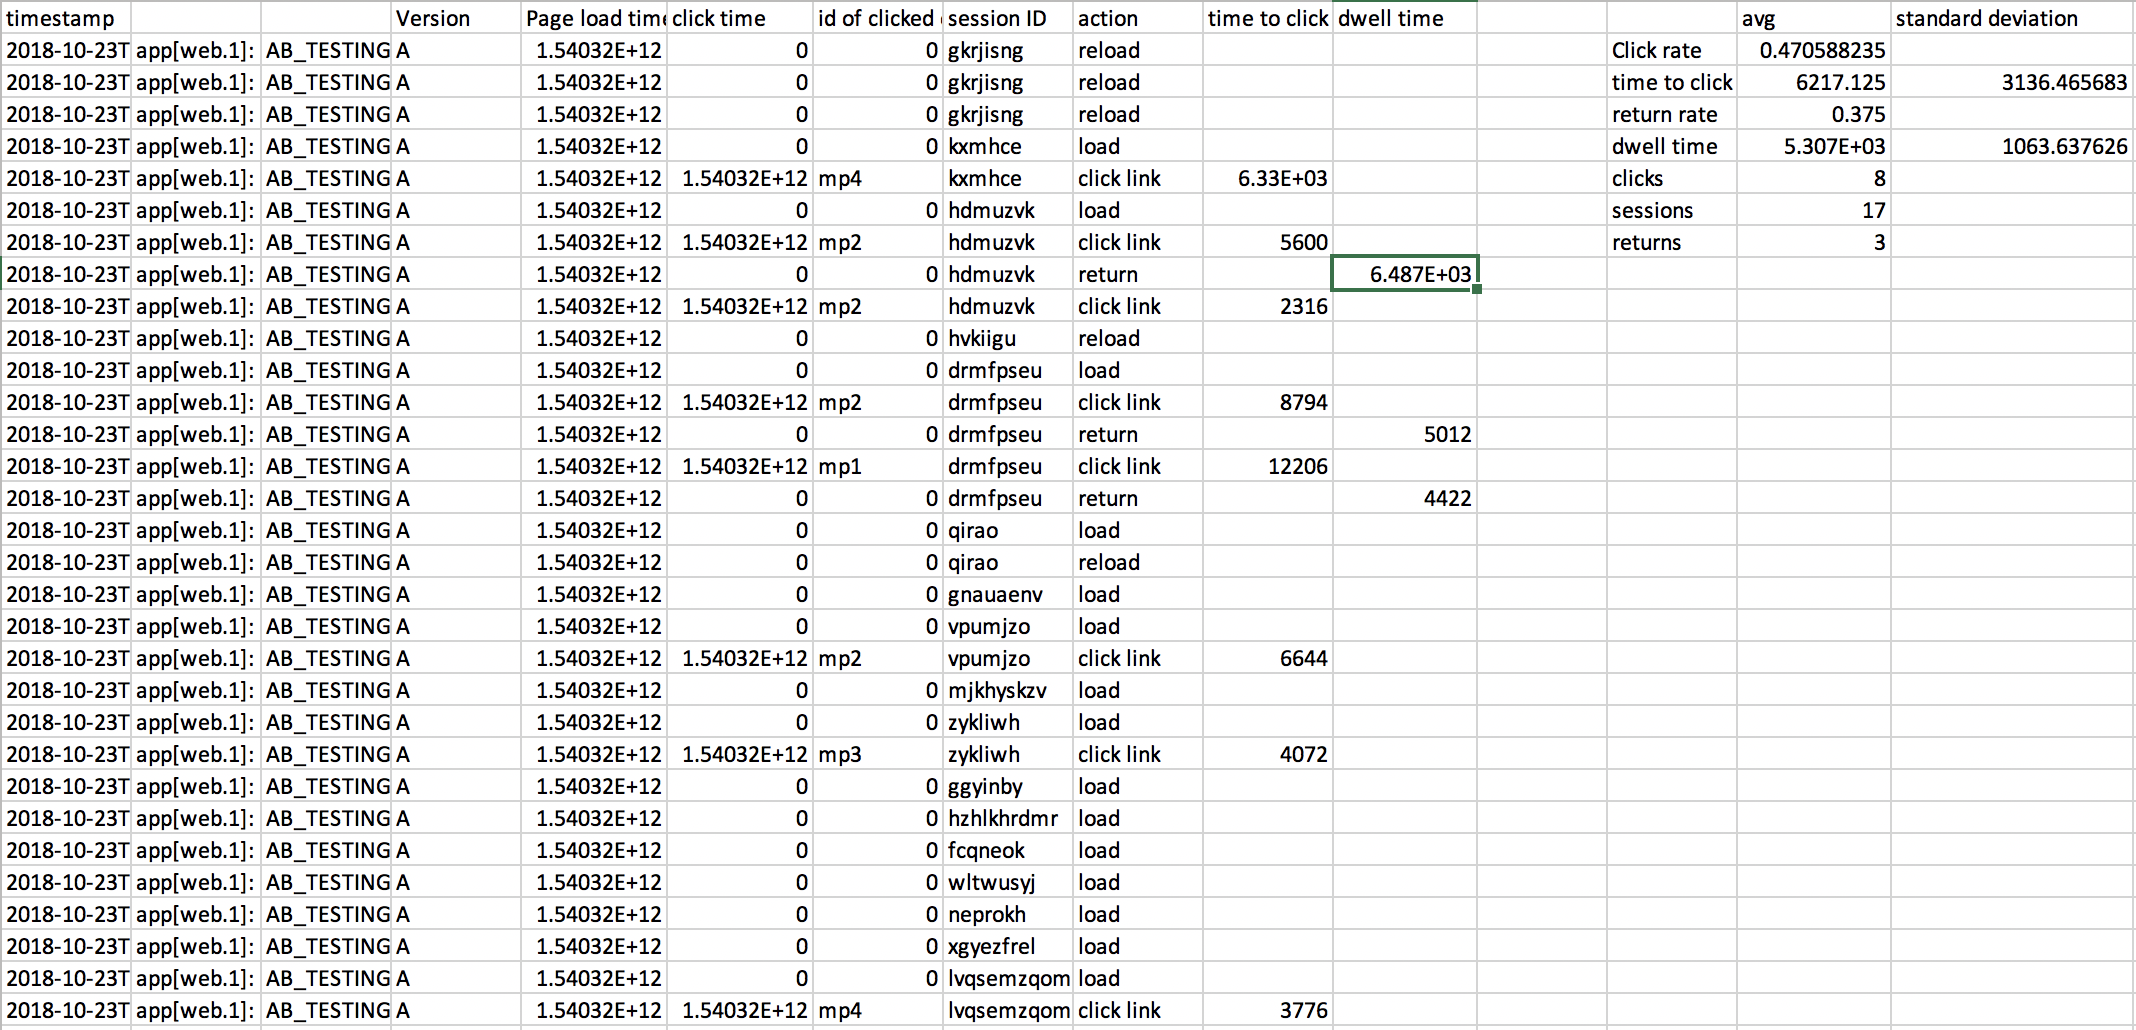 timestamp Version Page load time click time id of clicked session ID action time to click dwell time avg standard deviation
2018-10-23T app[web.1]: AB_TESTING A 1.54032E+12 0 0 gkrjisng reload Click rate 0.470588235
2018-10-23T app[web.1]: AB_TESTING A 1.54032E+12 0 0 gkrjisng reload time to click 6217.125 3136.465683
2018-10-23T app[web.1]: AB_TESTING A 1.54032E+12 0 0 gkrjisng reload return rate 0.375
2018-10-23T app[web.1]: AB_TESTING A 1.54032E+12 0 0 kxmhce load dwell time 5.307E+03 1063.637626
2018-10-23T app[web.1]: AB_TESTING A 1.54032E+12 1.54032E+12 mp4 kxmhce click link 6.33E+03 clicks 8
2018-10-23T app[web.1]: AB_TESTING A 1.54032E+12 0 0 hdmuzvk load sessions 17
2018-10-23T app[web.1]: AB_TESTING A 1.54032E+12 1.54032E+12 mp2 hdmuzvk click link 5600 returns 3
2018-10-23T app[web.1]: AB_TESTING A 1.54032E+12 0 0 hdmuzvk return 6.487E+03
2018-10-23T app[web.1]: AB_TESTING A 1.54032E+12 1.54032E+12 mp2 hdmuzvk click link 2316
2018-10-23T app[web.1]: AB_TESTING A 1.54032E+12 0 0 hvkiigu reload
2018-10-23T app[web.1]: AB_TESTING A 1.54032E+12 0 0 drmfpseu load
2018-10-23T app[web.1]: AB_TESTING A 1.54032E+12 1.54032E+12 mp2 drmfpseu click link 8794
2018-10-23T app[web.1]: AB_TESTING A 1.54032E+12 0 0 drmfpseu return 5012
2018-10-23T app[web.1]: AB_TESTING A 1.54032E+12 1.54032E+12 mp1 drmfpseu click link 12206
2018-10-23T app[web.1]: AB_TESTING A 1.54032E+12 0 0 drmfpseu return 4422
2018-10-23T app[web.1]: AB_TESTING A 1.54032E+12 0 0 qirao load
2018-10-23T app[web.1]: AB_TESTING A 1.54032E+12 0 0 qirao reload
2018-10-23T app[web.1]: AB_TESTING A 1.54032E+12 0 0 gnauaenv load
2018-10-23T app[web.1]: AB_TESTING A 1.54032E+12 0 0 vpumjzo load
2018-10-23T app[web.1]: AB_TESTING A 1.54032E+12 1.54032E+12 mp2 vpumjzo click link 6644
2018-10-23T app[web.1]: AB_TESTING A 1.54032E+12 0 0 mjkhyskzv load
2018-10-23T app[web.1]: AB_TESTING A 1.54032E+12 0 0 zykliwh load
2018-10-23T app[web.1]: AB_TESTING A 1.54032E+12 1.54032E+12 mp3 zykliwh click link 4072
2018-10-23T app[web.1]: AB_TESTING A 1.54032E+12 0 0 ggyinby load
2018-10-23T app[web.1]: AB_TESTING A 1.54032E+12 0 0 hzhlkhrdmr load
2018-10-23T app[web.1]: AB_TESTING A 1.54032E+12 0 0 fcqneok load
2018-10-23T app[web.1]: AB_TESTING A 1.54032E+12 0 0 wltwusyj load
2018-10-23T app[web.1]: AB_TESTING A 1.54032E+12 0 0 neprokh load
2018-10-23T app[web.1]: AB_TESTING A 1.54032E+12 0 0 xgyezfrel load
2018-10-23T app[web.1]: AB_TESTING A 1.54032E+12 0 0 lvqsemzqom load
2018-10-23T app[web.1]: AB_TESTING A 1.54032E+12 1.54032E+12 mp4 lvqsemzqom click link 3776